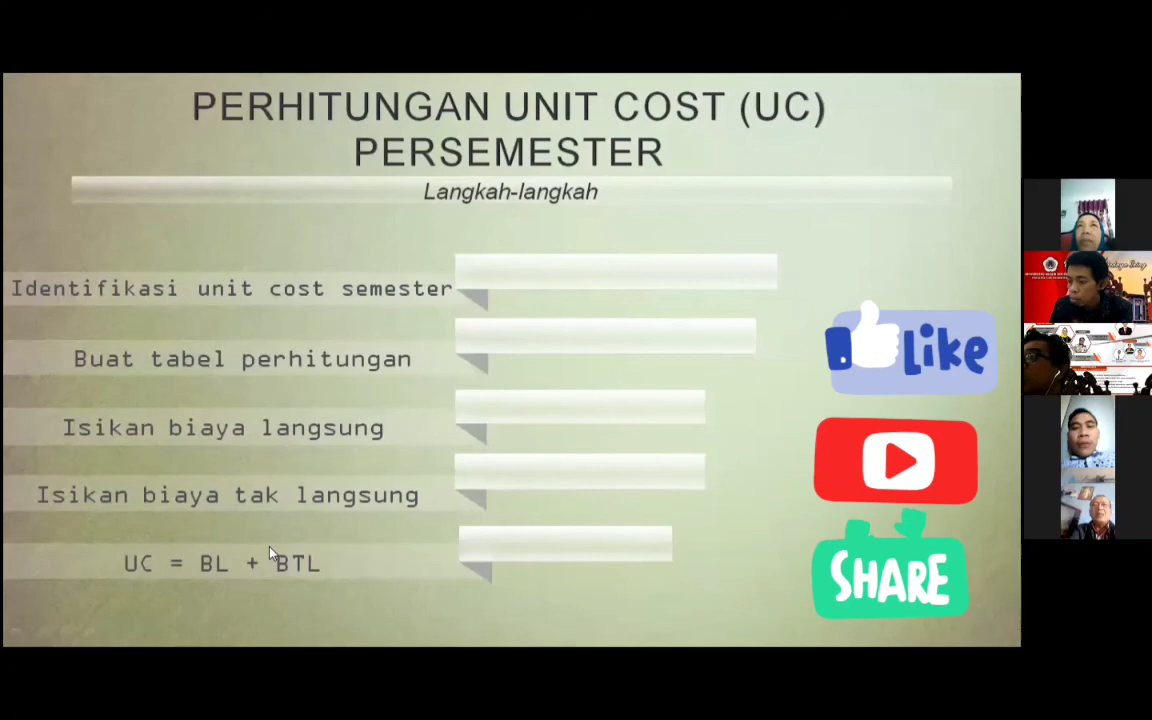 PERHITUNGAN UNIT COST (UC)
PERSEMESTER
Langkah-langkah
Identifikasi unit cost semester
Buat tabel perhitungan
Isikan biaya langsung
Isikan biaya tak langsung
UC = BL + BTL
Like
SHARE